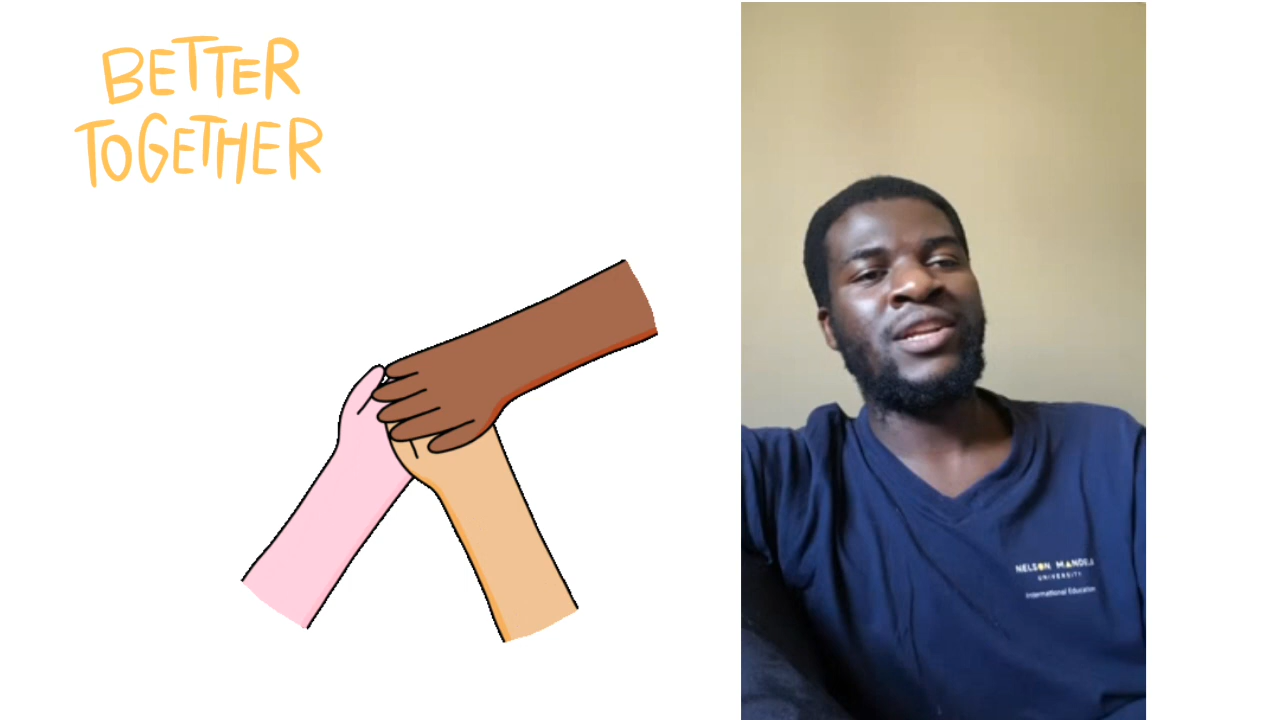 BETTER
TOGETHER
NELSON MANDELA
UNIVERSITY
International Education